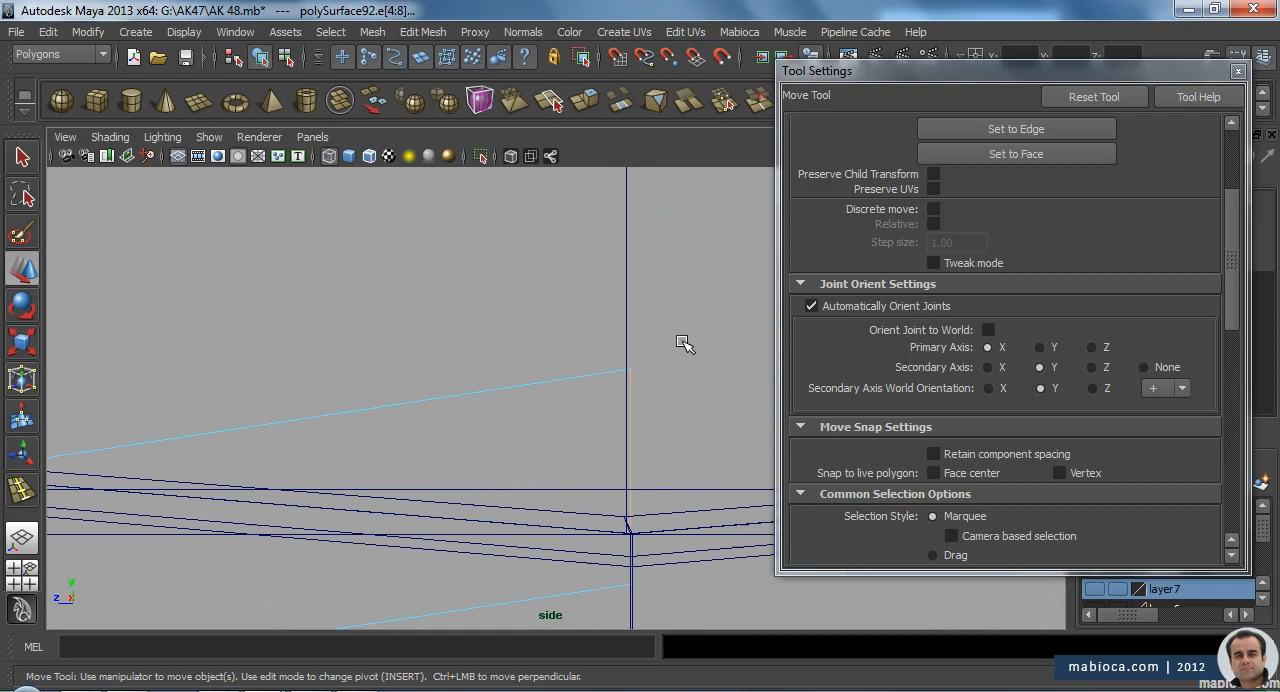 Autodesk Maya 2013 x64: G:\AK47\AK 48.mb* --- polySurface92.e[4:8]...
File Edit Modify Create Display Window Assets Select Mesh Edit Mesh Proxy Normals Color Create UVs Edit UVs Mabioca Muscle Pipeline Cache Help
Polygons
Tool Settings
Move Tool Reset Tool Tool Help
View Shading Lighting Show Renderer Panels
Set to Edge
Set to Face
Preserve Child Transform
Preserve UVs
Discrete move:
Relative:
Step size: 1.00
Tweak mode
Joint Orient Settings
Automatically Orient Joints
Orient Joint to World:
Primary Axis: X Y Z
Secondary Axis: X Y Z None
Secondary Axis World Orientation: X Y Z +
Move Snap Settings
Retain component spacing
Snap to live polygon: Face center Vertex
Common Selection Options
Selection Style: Marquee
Camera based selection
Drag
y
z x
side
layer7
MEL
mabioca.com | 2012
Move Tool: Use manipulator to move object(s). Use edit mode to change pivot (INSERT). Ctrl+LMB to move perpendicular.